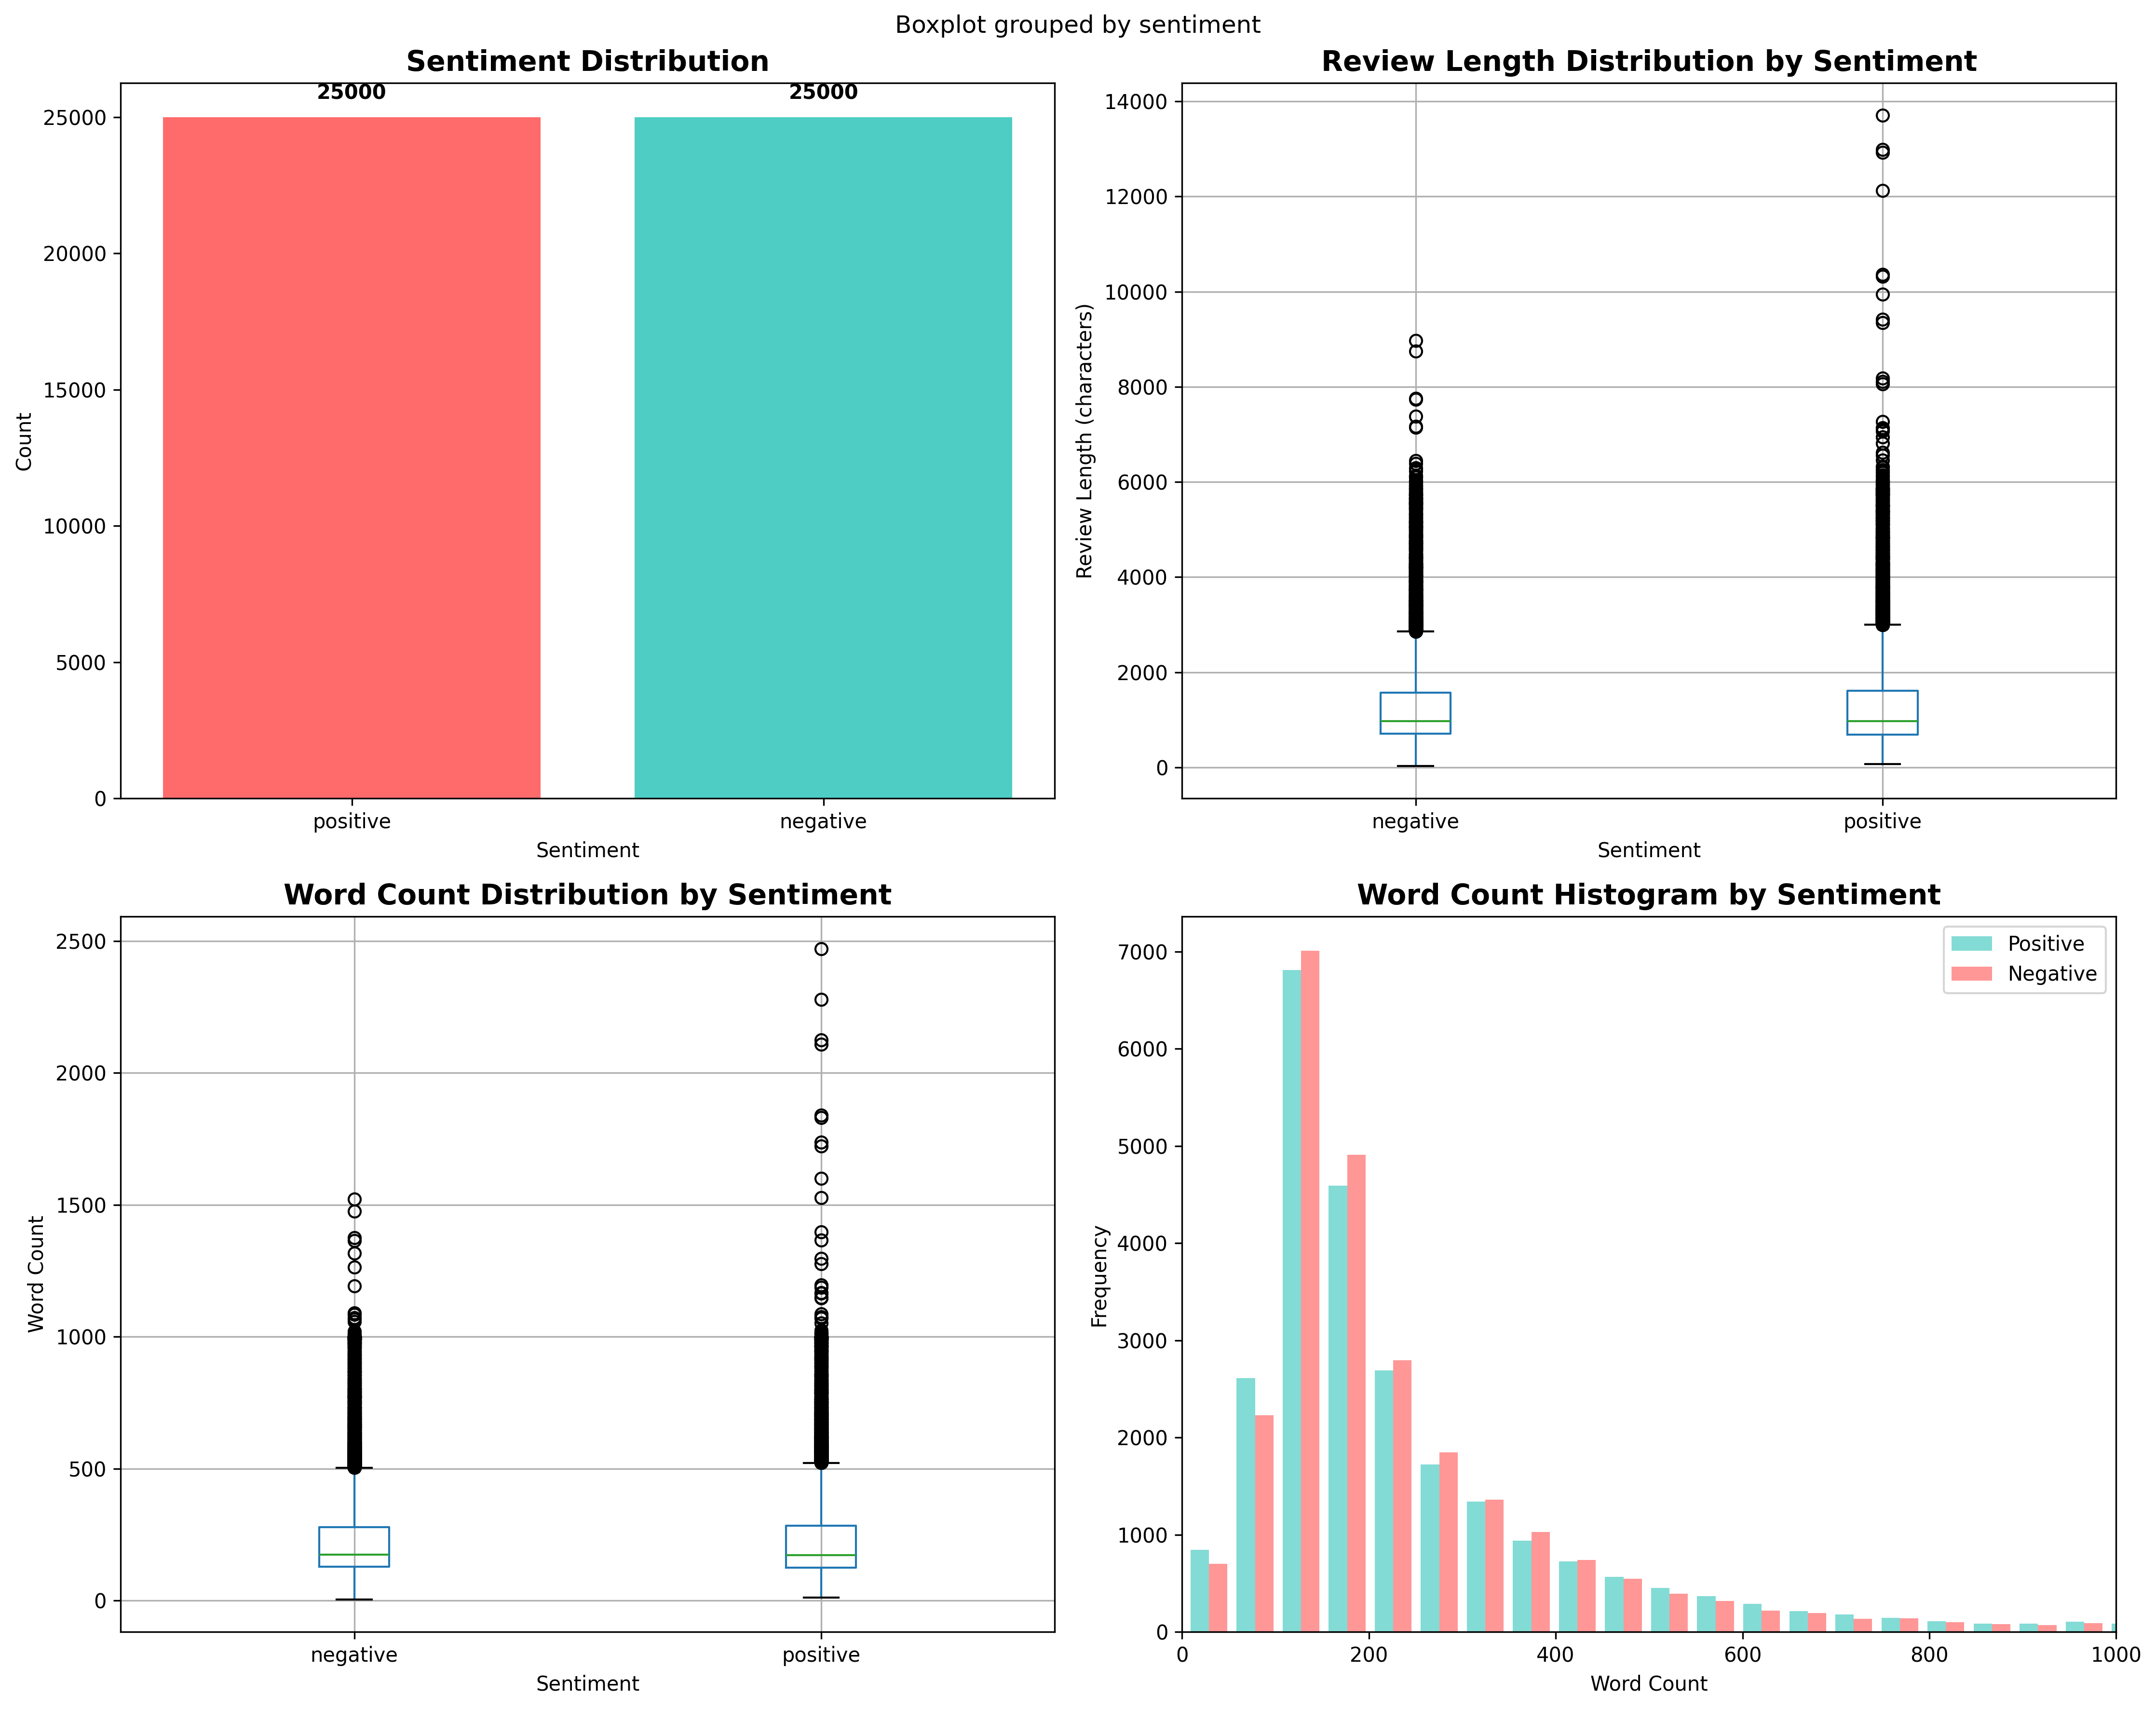 Boxplot grouped by sentiment
Sentiment Distribution
25000
25000
25000
20000
15000
10000
5000
0
Count
positive
negative
Sentiment
Review Length Distribution by Sentiment
14000
12000
10000
8000
6000
4000
2000
0
Review Length (characters)
negative
positive
Sentiment
Word Count Distribution by Sentiment
2500
2000
1500
1000
500
0
Word Count
negative
positive
Sentiment
Word Count Histogram by Sentiment
Positive
Negative
7000
6000
5000
4000
3000
2000
1000
0
Frequency
0
200
400
600
800
1000
Word Count